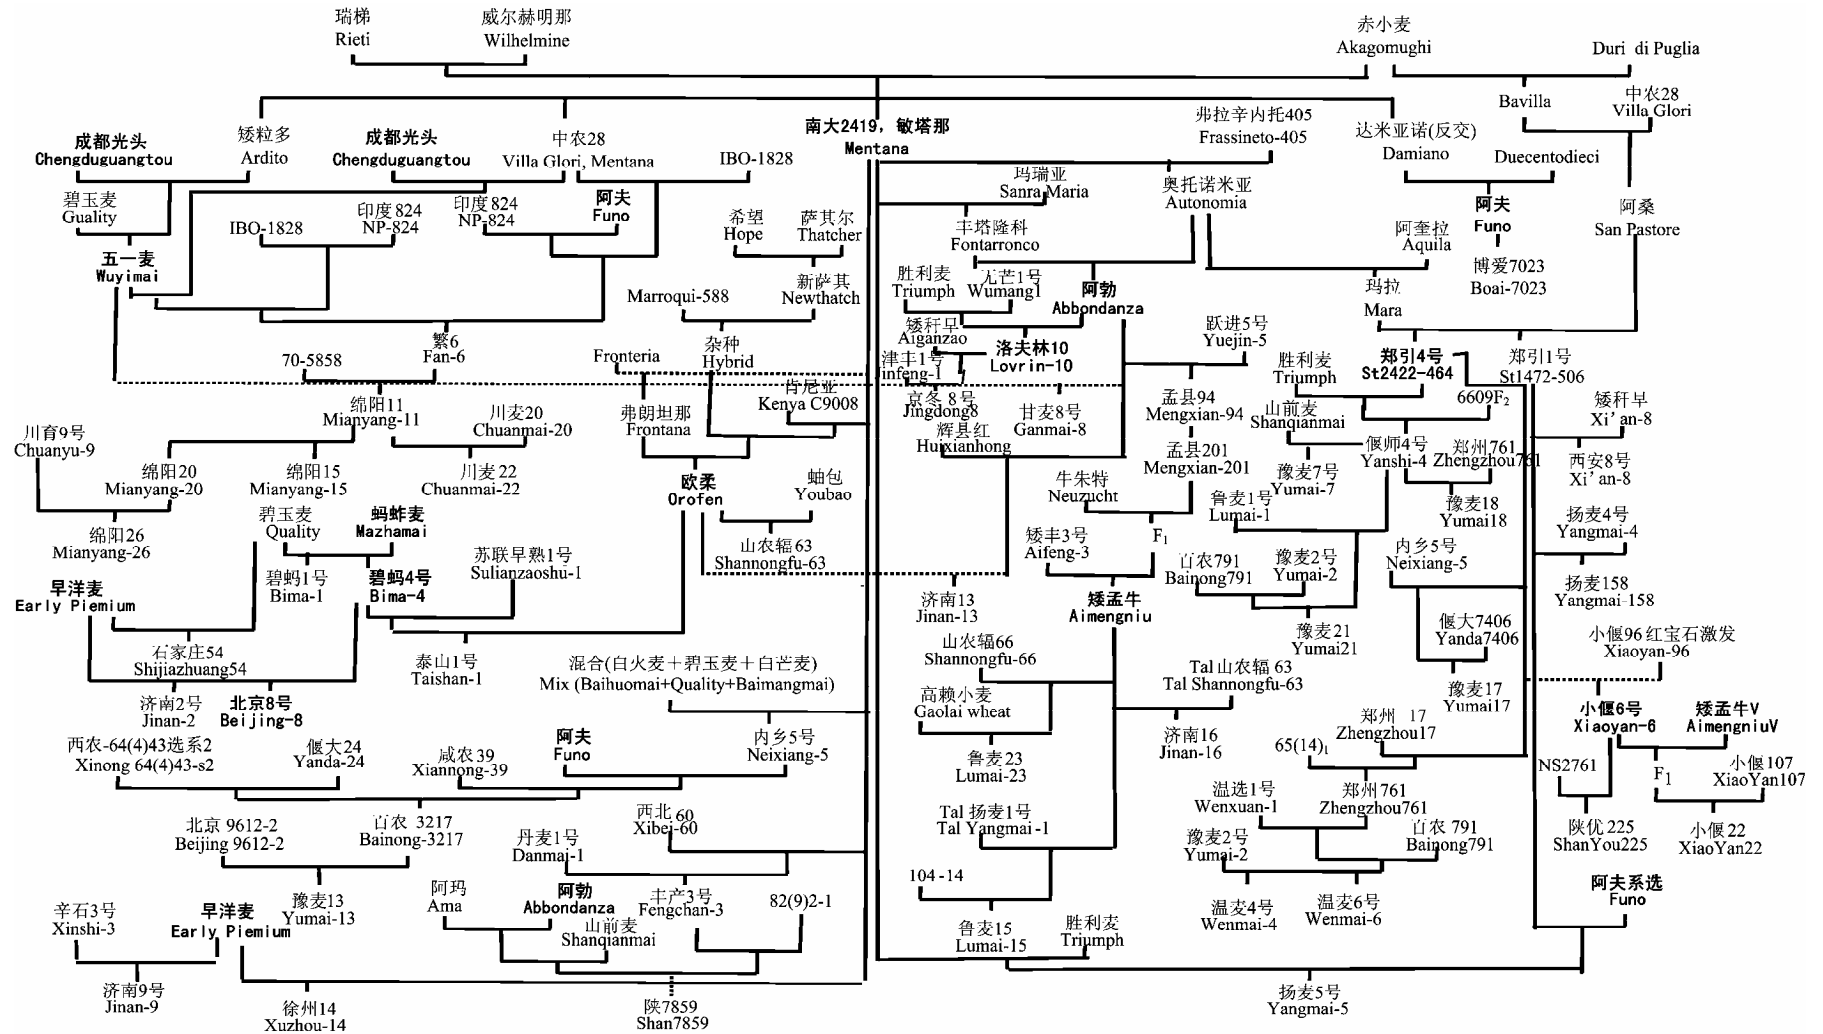 瑞梯
Rieti
威尔赫明那
Wilhelmine
赤小麦
Akagomughi
Duri di Puglia
Bavilla
中农28
Villa Glori
成都光头
Chengduguangtou
矮粒多
Ardito
成都光头
Chengduguangtou
中农28
Villa Glori, Mentana
IBO-1828
南大2419，敏塔那
Mentana
弗拉辛内托405
Frassineto-405
达米亚诺(反交)
Damiano
Duecentodieci
碧玉麦
Guality
IBO-1828
印度824
NP-824
印度824
NP-824
阿夫
Funo
希望
Hope
萨其尔
Thatcher
玛瑞亚
Sanra Maria
奥托诺米亚
Autonomia
丰塔隆科
Fontarronco
阿奎拉
Aquila
阿夫
Funo
阿桑
San Pastore
五一麦
Wuyimai
Marroqui-588
新萨其
Newthatch
胜利麦
Triumph
无芒1号
Wumang1
阿勃
Abbondanza
玛拉
Mara
博爱7023
Boai-7023
繁6
Fan-6
70-5858
Fronteria
杂种
Hybrid
矮秆早
Aiganzao
洛夫林10
Lovrin-10
跃进5号
Yuejin-5
津丰1号
Jinfeng-1
胜利麦
Triumph
郑引4号
St2422-464
郑引1号
St1472-506
绵阳11
Mianyang-11
川麦20
Chuanmai-20
弗朗坦那
Frontana
肯尼亚
Kenya C9008
京冬8号
Jingdong8
甘麦8号
Ganmai-8
孟县94
Mengxian-94
山前麦
Shanqianmai
6609F2
矮秆早
Xi'an-8
川育9号
Chuanyu-9
绵阳20
Mianyang-20
绵阳15
Mianyang-15
川麦22
Chuanmai-22
欧柔
Orofen
蚰包
Youbao
辉县红
Huixianhong
孟县201
Mengxian-201
豫麦7号
Yumai-7
偃师4号
Yanshi-4
郑州761
Zhengzhou761
西安8号
Xi'an-8
绵阳26
Mianyang-26
碧玉麦
Quality
蚂蚱麦
Mazhamai
山农辐63
Shannongfu-63
牛朱特
Neuzucht
F1
鲁麦1号
Lumai-1
豫麦18
Yumai18
扬麦4号
Yangmai-4
早洋麦
Early Piemium
碧蚂1号
Bima-1
碧蚂4号
Bima-4
苏联早熟1号
Sulianzaoshu-1
矮丰3号
Aifeng-3
百农791
Bainong791
豫麦2号
Yumai-2
内乡5号
Neixiang-5
扬麦158
Yangmai-158
石家庄54
Shijiazhuang54
济南13
Jinan-13
矮孟牛
Aimengniu
豫麦21
Yumai21
偃大7406
Yanda7406
小偃96 红宝石激发
Xiaoyan-96
济南2号
Jinan-2
北京8号
Beijing-8
泰山1号
Taishan-1
混合(白火麦＋碧玉麦＋白芒麦)
Mix (Baihuomai+Quality+Baimangmai)
山农辐66
Shannongfu-66
高赖小麦
Gaolai wheat
Tal 山农辐 63
Tal Shannongfu-63
豫麦17
Yumai17
小偃6号
Xiaoyan-6
矮孟牛V
AimengniuV
西农-64(4)43选系2
Xinong 64(4)43-s2
偃大24
Yanda-24
咸农39
Xiannong-39
阿夫
Funo
内乡5号
Neixiang-5
鲁麦23
Lumai-23
济南16
Jinan-16
65(14)1
郑州 17
Zhengzhou17
NS2761
F1
小偃107
XiaoYan107
北京 9612-2
Beijing 9612-2
百农 3217
Bainong-3217
丹麦1号
Danmai-1
西北60
Xibei-60
Tal 扬麦1号
Tal Yangmai -1
温选1号
Wenxuan-1
郑州761
Zhengzhou761
豫麦2号
Yumai-2
百农 791
Bainong791
陕优225
ShanYou225
小偃22
XiaoYan22
豫麦13
Yumai-13
阿玛
Ama
阿勃
Abbondanza
丰产3号
Fengchan-3
82(9)2-1
104-14
温麦4号
Wenmai-4
温麦6号
Wenmai-6
阿夫系选
Funo
辛石3号
Xinshi-3
早洋麦
Early Piemium
山前麦
Shanqianmai
鲁麦15
Lumai-15
胜利麦
Triumph
济南9号
Jinan-9
徐州14
Xuzhou-14
陕7859
Shan7859
扬麦5号
Yangmai-5